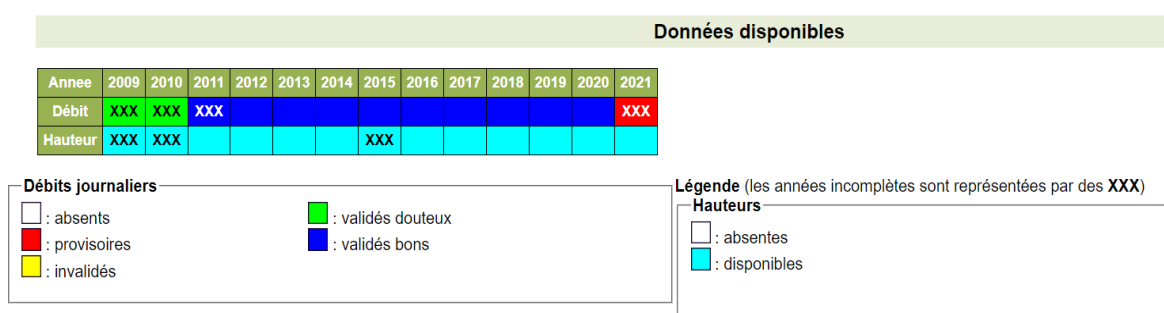 Données disponibles
Annee 2009 2010 2011 2012 2013 2014 2015 2016 2017 2018 2019 2020 2021
Débit XXX XXX XXX XXX
Hauteur XXX XXX XXX
Débits journaliers
: absents
: validés douteux
: provisoires
: validés bons
: invalidés
Légende (les années incomplètes sont représentées par des XXX)
Hauteurs
: absentes
: disponibles